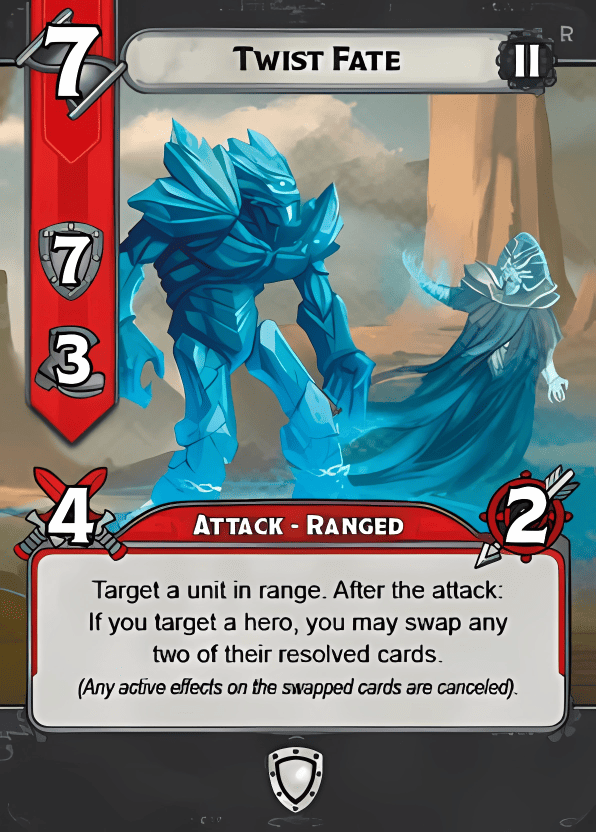 7
TWIST FATE
II
R
7
3
4
ATTACK - RANGED
2
Target a unit in range. After the attack:
If you target a hero, you may swap any
two of their resolved cards.
(Any active effects on the swapped cards are canceled).